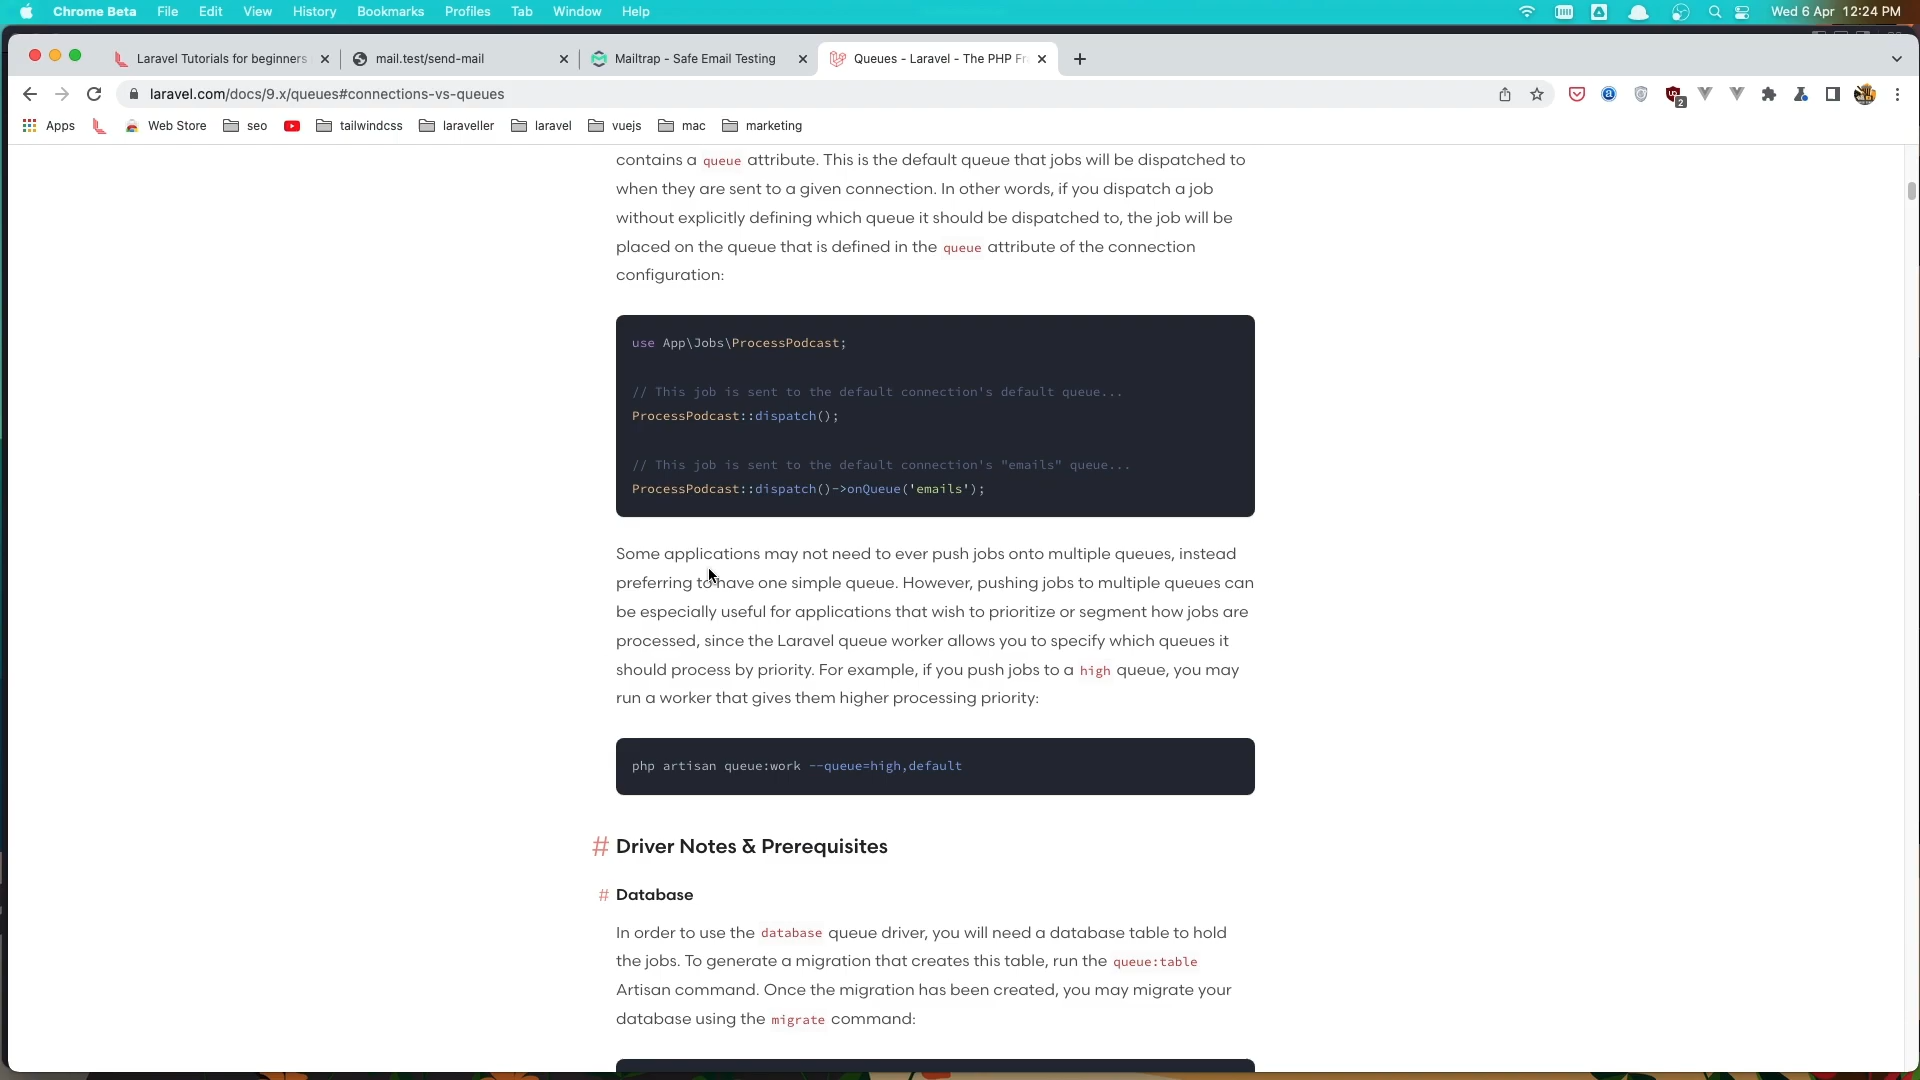 Chrome Beta File Edit View History Bookmarks Profiles Tab Window Help Wed 6 Apr 12:24 PM
Laravel Tutorials for beginners mail.test/send-mail Mailtrap - Safe Email Testing Queues - Laravel - The PHP Fr
laravel.com/docs/9.x/queues#connections-vs-queues 2
Apps Web Store seo tailwindcss laraveller laravel vuejs mac marketing
contains a queue attribute. This is the default queue that jobs will be dispatched to
when they are sent to a given connection. In other words, if you dispatch a job
without explicitly defining which queue it should be dispatched to, the job will be
placed on the queue that is defined in the queue attribute of the connection
configuration:
use App\Jobs\ProcessPodcast;
// This job is sent to the default connection's default queue...
ProcessPodcast::dispatch();
// This job is sent to the default connection's "emails" queue...
ProcessPodcast::dispatch()->onQueue('emails');
Some applications may not need to ever push jobs onto multiple queues, instead
preferring to have one simple queue. However, pushing jobs to multiple queues can
be especially useful for applications that wish to prioritize or segment how jobs are
processed, since the Laravel queue worker allows you to specify which queues it
should process by priority. For example, if you push jobs to a high queue, you may
run a worker that gives them higher processing priority:
php artisan queue:work --queue=high,default
# Driver Notes & Prerequisites
# Database
In order to use the database queue driver, you will need a database table to hold
the jobs. To generate a migration that creates this table, run the queue:table
Artisan command. Once the migration has been created, you may migrate your
database using the migrate command: